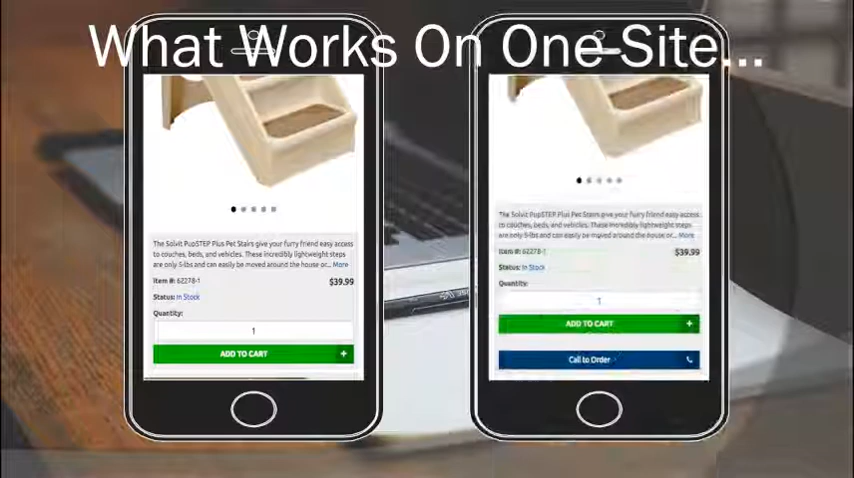 What Works On One Site...
The Solvit PupSTEP Plus Pet Stairs give your furry friend easy access
to couches, beds, and vehicles. These incredibly lightweight steps
are only 5-lbs and can easily be moved around the house or... More
Item #: 62278-1
$39.99
Status: In Stock
Quantity:
1
ADD TO CART +
The Solvit PupSTEP Plus Pet Stairs give your furry friend easy access
to couches, beds, and vehicles. These incredibly lightweight steps
are only 5-lbs and can easily be moved around the house or... More
Item #: 62278-1
$39.99
Status: In Stock
Quantity:
1
ADD TO CART +
Call to Order